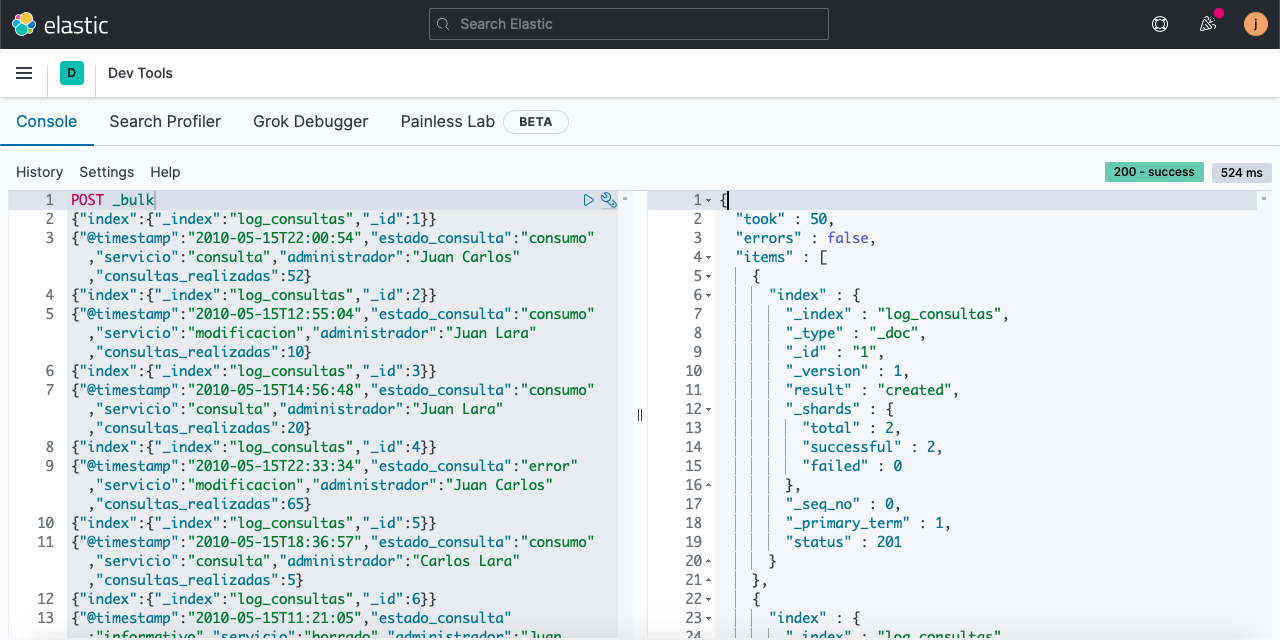 elastic
Search Elastic
j
D
Dev Tools
Console
Search Profiler
Grok Debugger
Painless Lab
BETA
History
Settings
Help
200 - success
524 ms
1 POST _bulk
2 {"index":{"_index":"log_consultas","_id":1}}
3 {"@timestamp":"2010-05-15T22:00:54","estado_consulta":"consumo"
,"servicio":"consulta","administrador":"Juan Carlos"
,"consultas_realizadas":52}
4 {"index":{"_index":"log_consultas","_id":2}}
5 {"@timestamp":"2010-05-15T12:55:04","estado_consulta":"consumo"
,"servicio":"modificacion","administrador":"Juan Lara"
,"consultas_realizadas":10}
6 {"index":{"_index":"log_consultas","_id":3}}
7 {"@timestamp":"2010-05-15T14:56:48","estado_consulta":"consumo"
,"servicio":"consulta","administrador":"Juan Lara"
,"consultas_realizadas":20}
8 {"index":{"_index":"log_consultas","_id":4}}
9 {"@timestamp":"2010-05-15T22:33:34","estado_consulta":"error"
,"servicio":"modificacion","administrador":"Juan Carlos"
,"consultas_realizadas":65}
10 {"index":{"_index":"log_consultas","_id":5}}
11 {"@timestamp":"2010-05-15T18:36:57","estado_consulta":"consumo"
,"servicio":"consulta","administrador":"Carlos Lara"
,"consultas_realizadas":5}
12 {"index":{"_index":"log_consultas","_id":6}}
13 {"@timestamp":"2010-05-15T11:21:05","estado_consulta"
:"informativo","servicio":"borrado","administrador":"Juan
1 {
2 "took" : 50,
3 "errors" : false,
4 "items" : [
5 {
6 "index" : {
7 "_index" : "log_consultas",
8 "_type" : "_doc",
9 "_id" : "1",
10 "_version" : 1,
11 "result" : "created",
12 "_shards" : {
13 "total" : 2,
14 "successful" : 2,
15 "failed" : 0
16 },
17 "_seq_no" : 0,
18 "_primary_term" : 1,
19 "status" : 201
20 }
21 },
22 {
23 "index" : {
24 "_index" : "log_consultas"